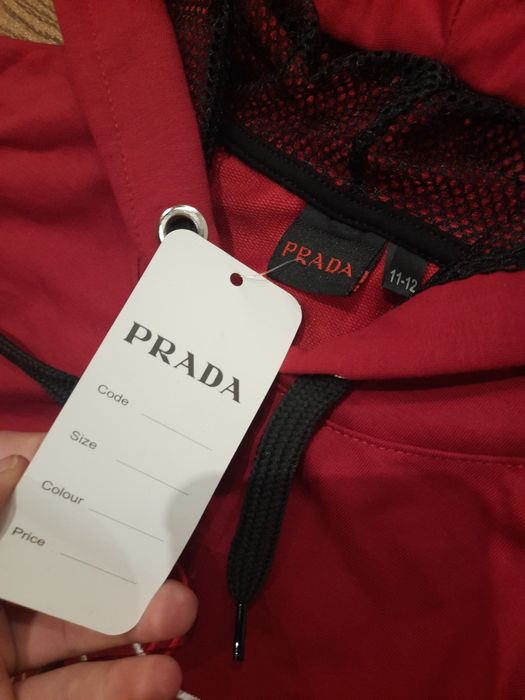 PRADA
11-12
PRADA
Code
Size
Colour
Price